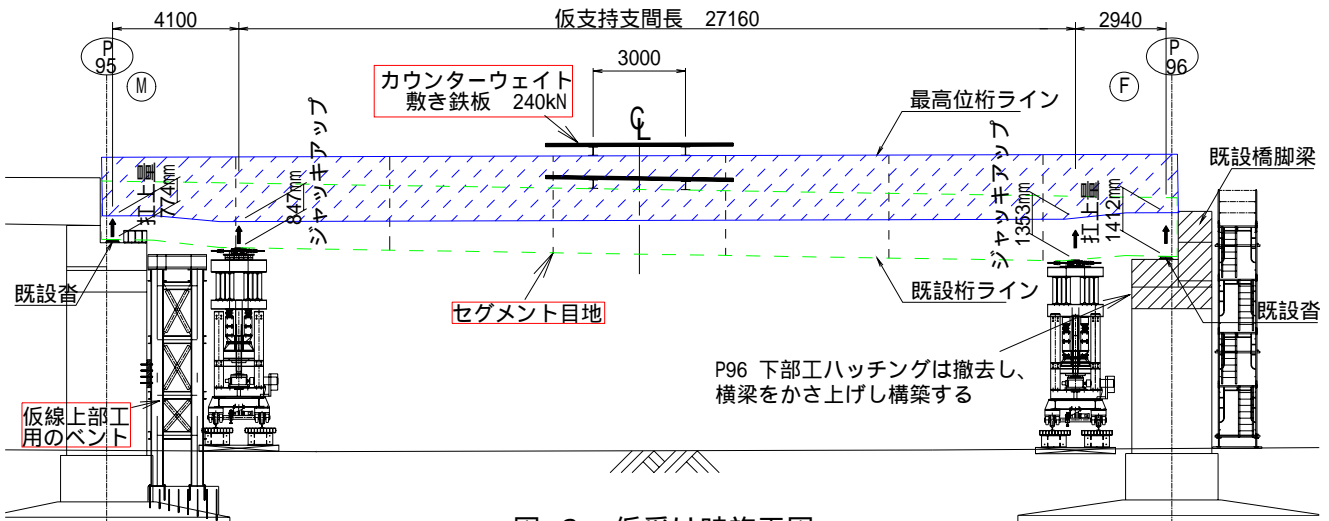 4100
仮支持支間長 27160
2940
P
95
M
3000
P
96
F
カウンターウェイト
敷き鉄板 240kN
C
L
最高位桁ライン
ジャッキアップ
847mm
扛上量
774mm
ジャッキアップ
1353mm
扛上量
1412mm
既設橋脚梁
既設沓
セグメント目地
既設桁ライン
既設沓
P96 下部工ハッチングは撤去し、
横梁をかさ上げし構築する
仮線上部工
用のベント